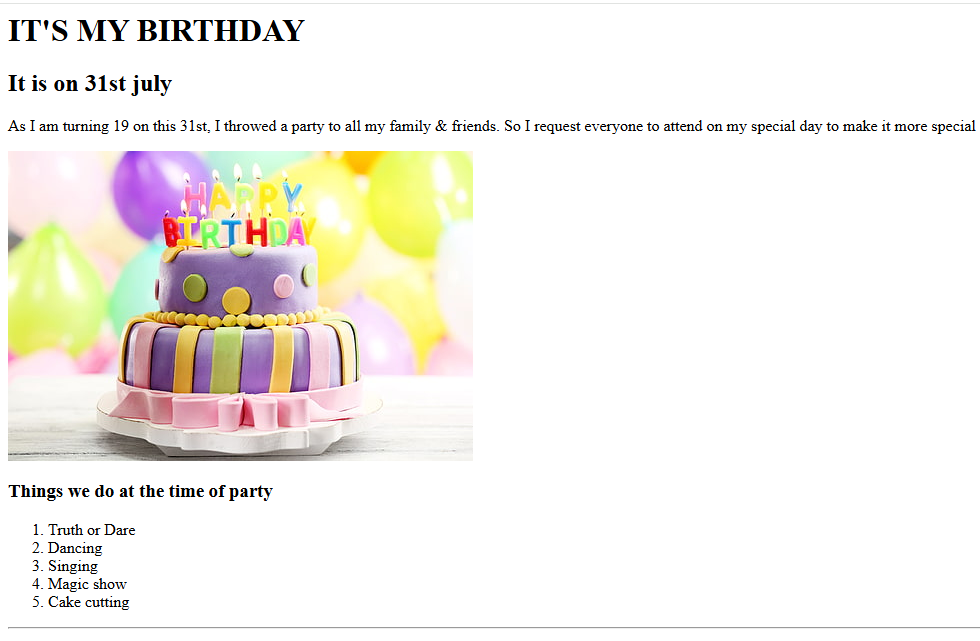 IT'S MY BIRTHDAY
It is on 31st july
As I am turning 19 on this 31st, I throwed a party to all my family & friends. So I request everyone to attend on my special day to make it more special
HAPPY
BIRTHDAY
Things we do at the time of party
1. Truth or Dare
2. Dancing
3. Singing
4. Magic show
5. Cake cutting